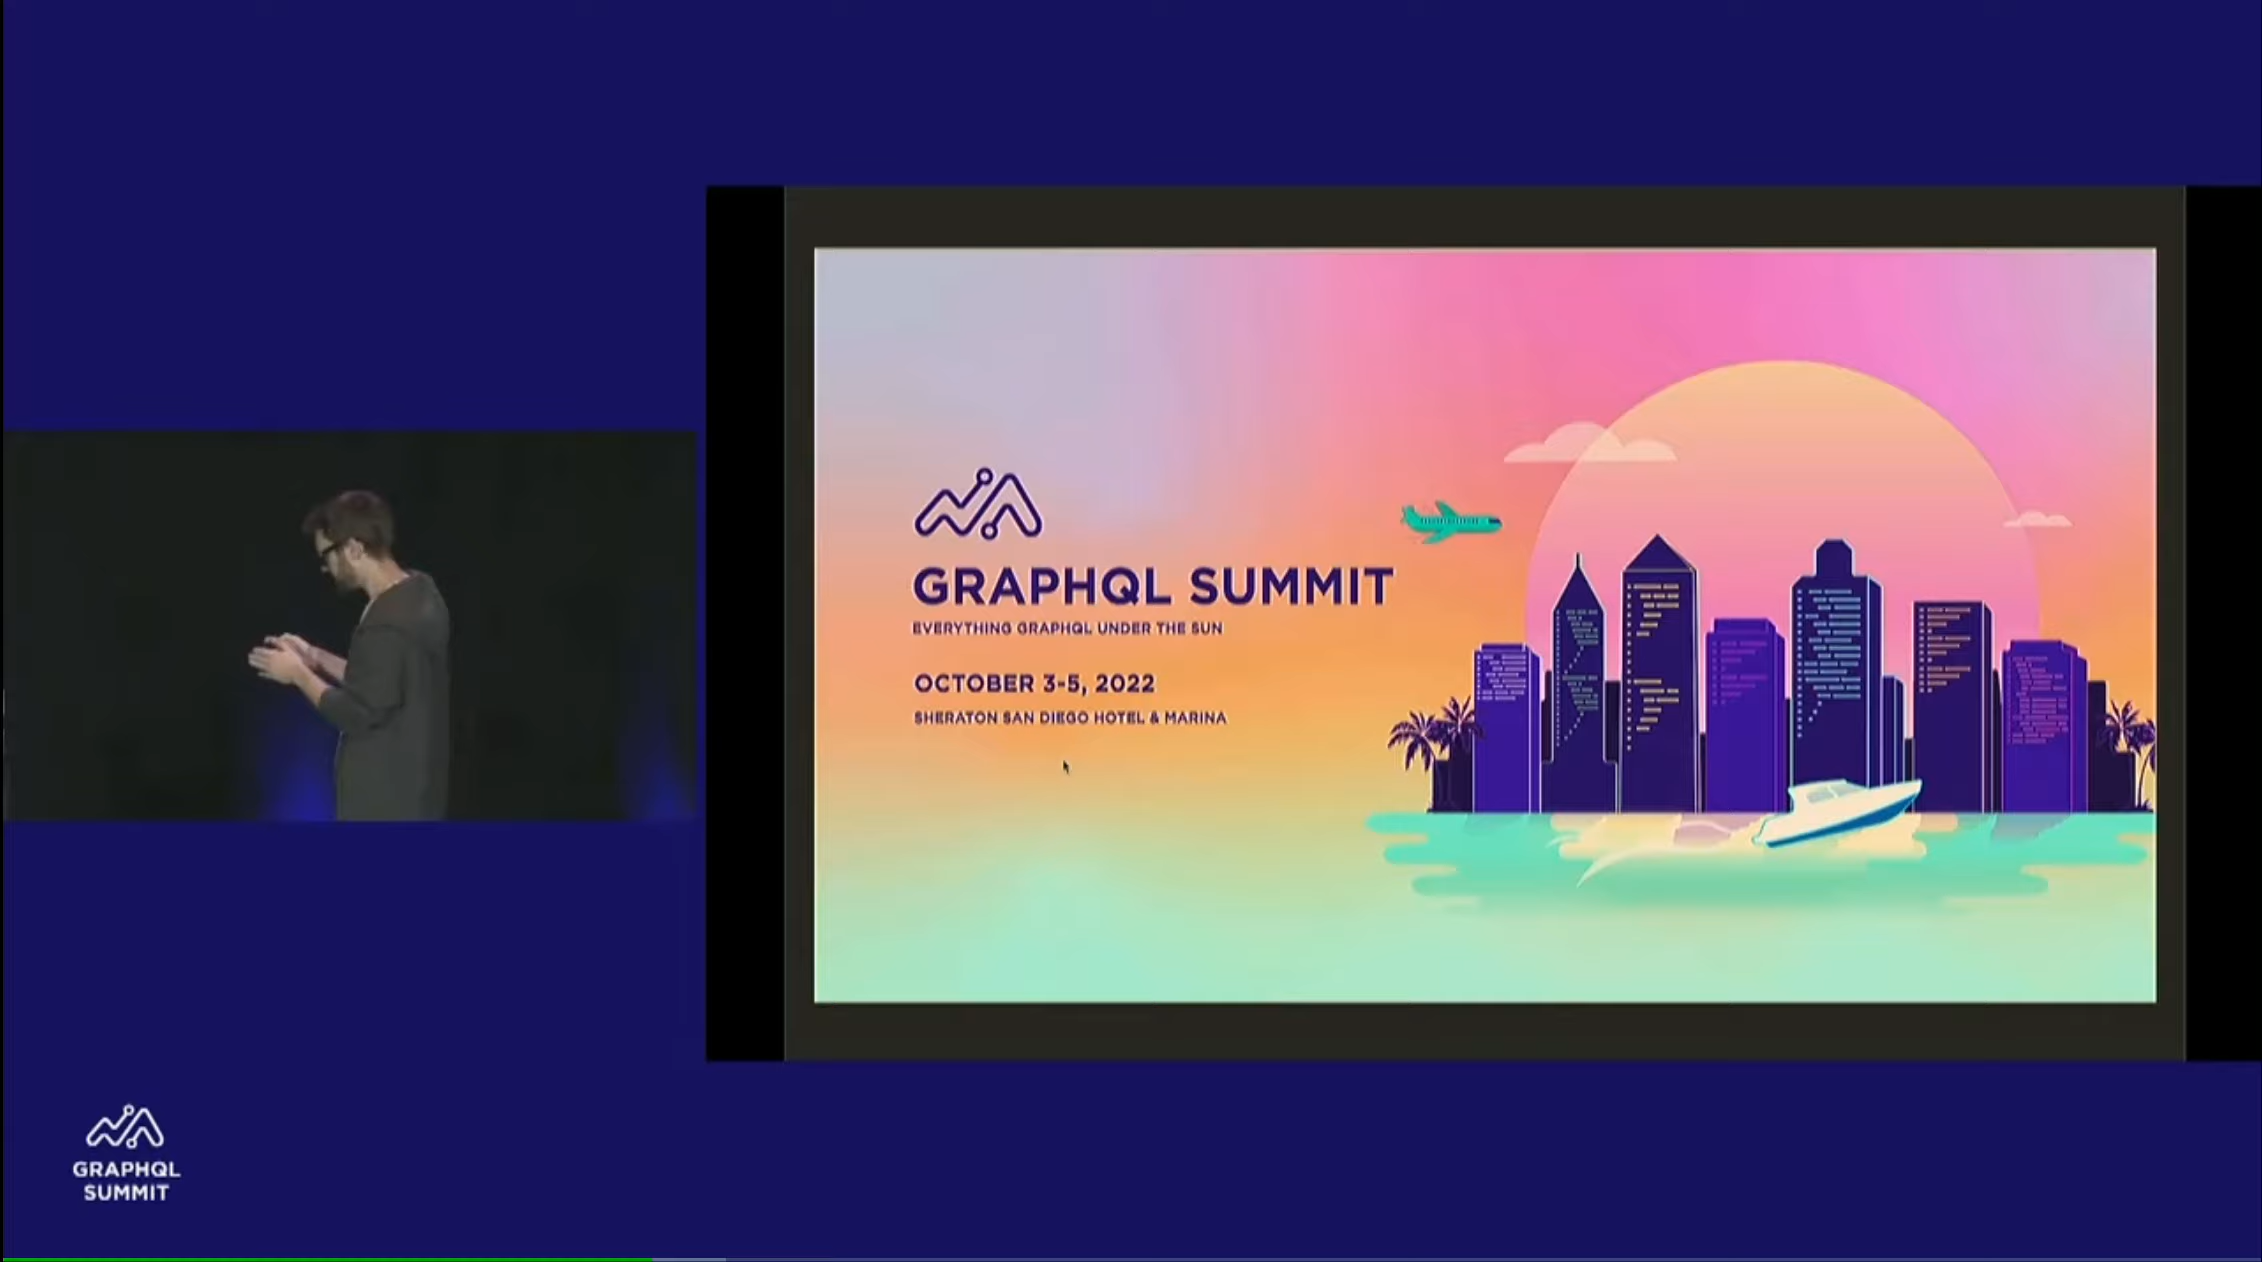 GRAPHQL SUMMIT
EVERYTHING GRAPHQL UNDER THE SUN
OCTOBER 3-5, 2022
SHERATON SAN DIEGO HOTEL & MARINA
GRAPHQL
SUMMIT